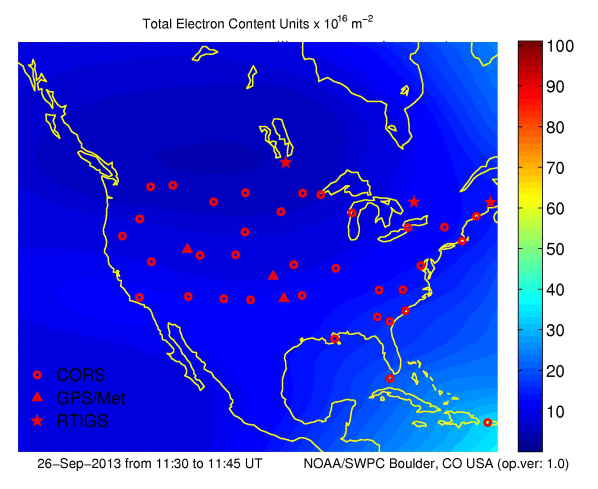 Total Electron Content Units x 10^16 m^−2
100
90
80
70
60
50
40
30
20
10
CORS
GPS/Met
RTIGS
26−Sep−2013 from 11:30 to 11:45 UT
NOAA/SWPC Boulder, CO USA (op.ver: 1.0)